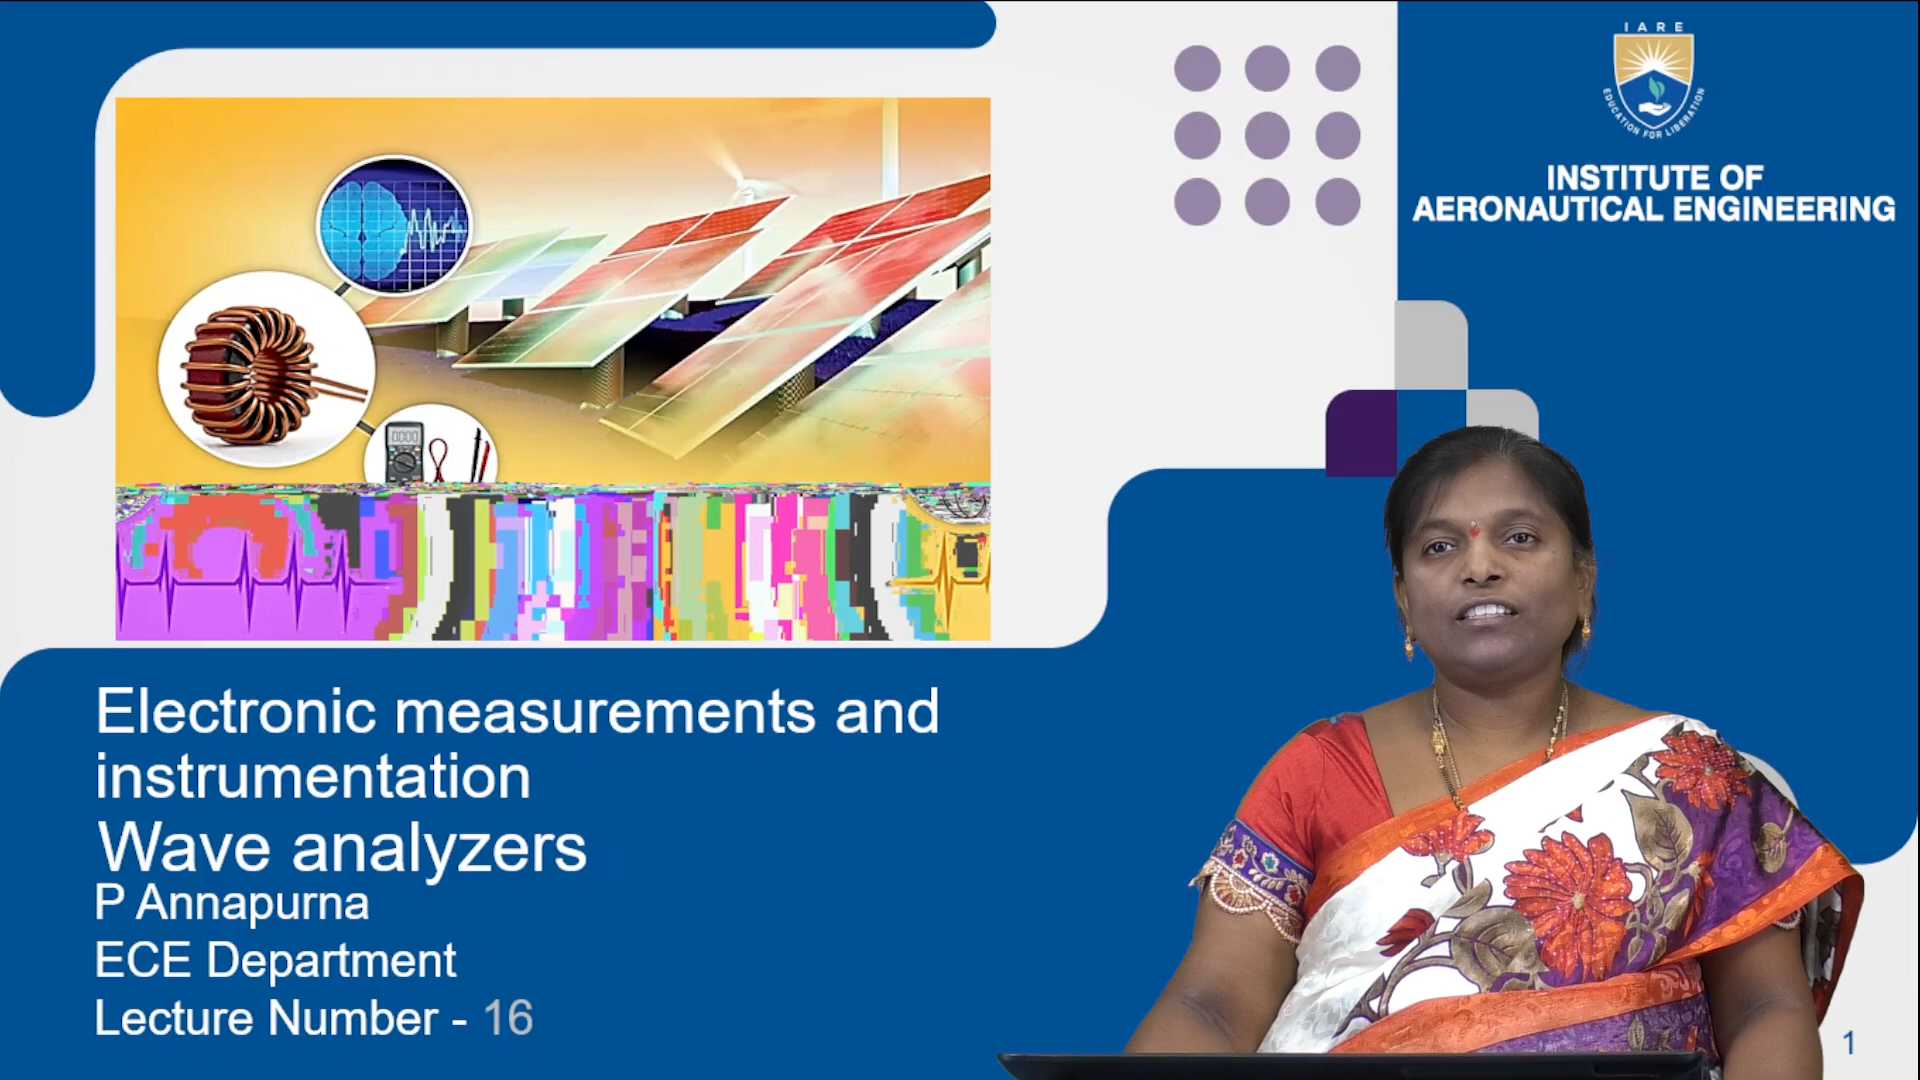 IARE
EDUCATION FOR LIBERATION
INSTITUTE OF
AERONAUTICAL ENGINEERING
Electronic measurements and
instrumentation
Wave analyzers
P Annapurna
ECE Department
Lecture Number - 16
1